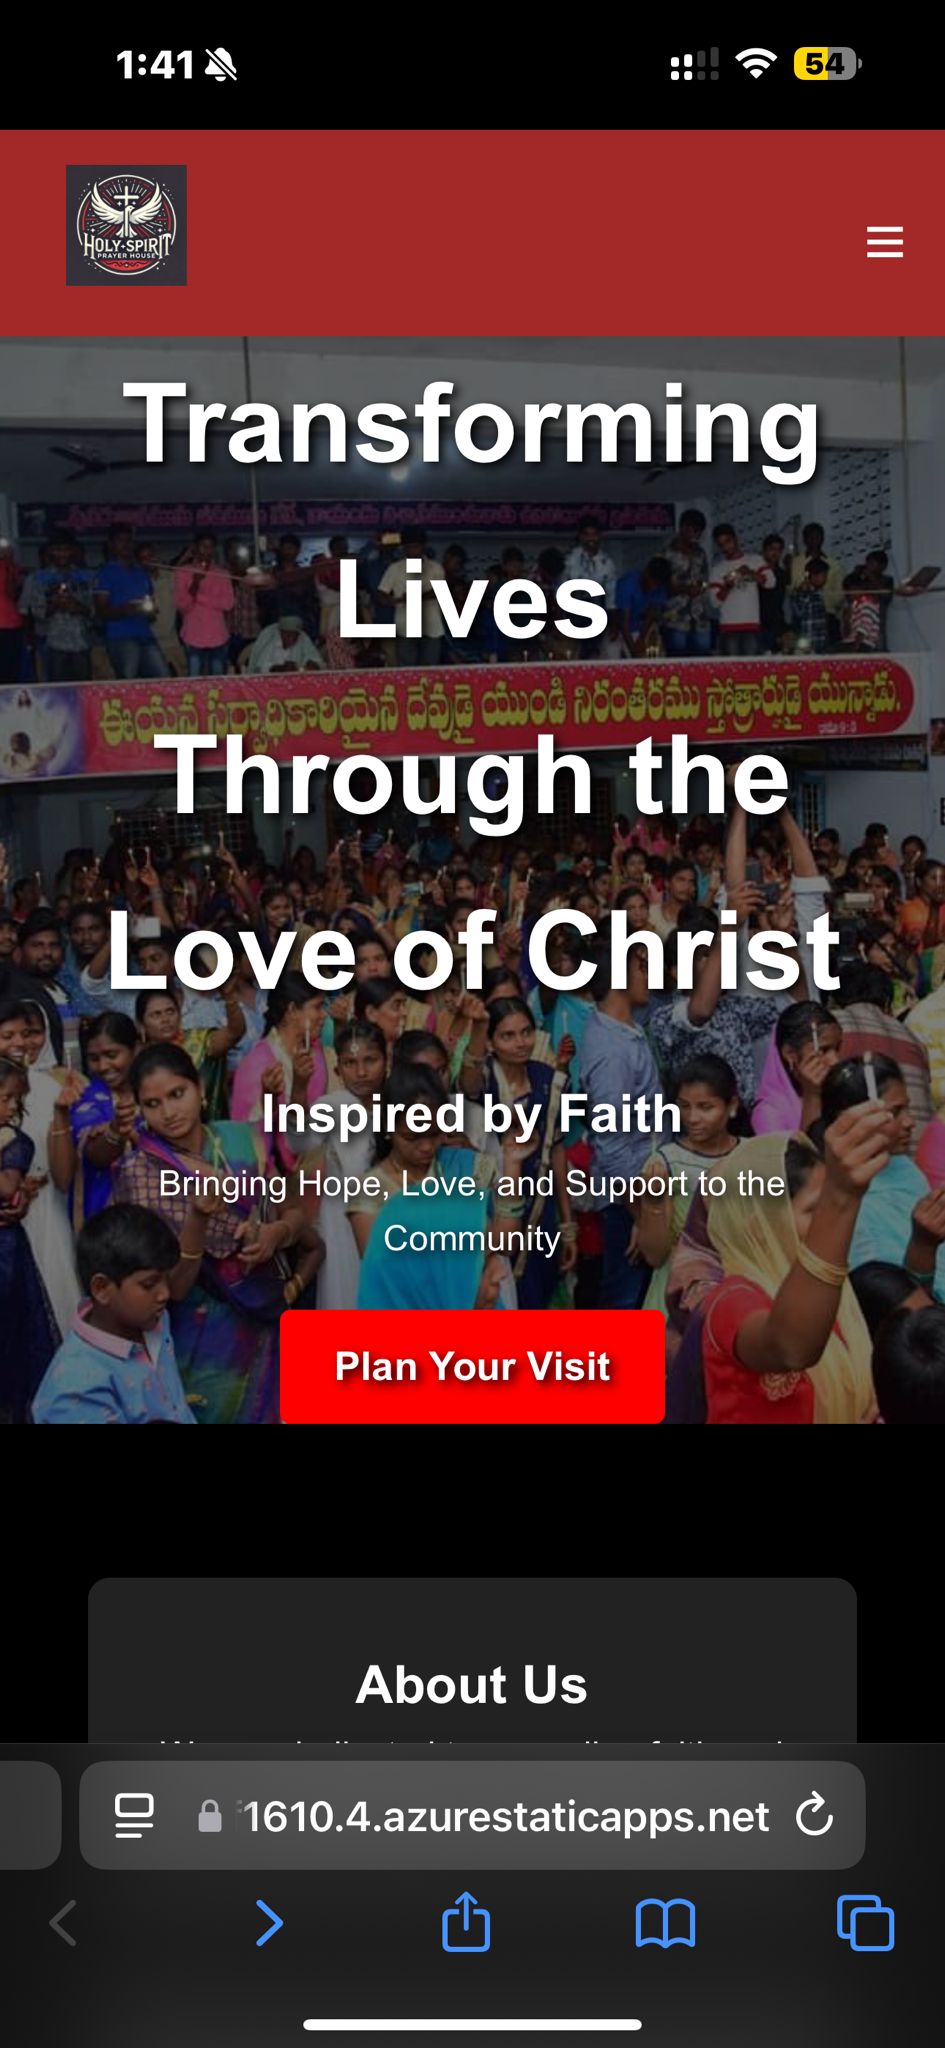 1:41
54
HOLY SPIRIT
PRAYER HOUSE
Transforming
Lives
ఈయన సర్వాధికారియైన దేవుడై యుండి నిరంతరము స్తోత్రార్హుడై యున్నాడు.
Through the
Love of Christ
Inspired by Faith
Bringing Hope, Love, and Support to the
Community
Plan Your Visit
About Us
1610.4.azurestaticapps.net